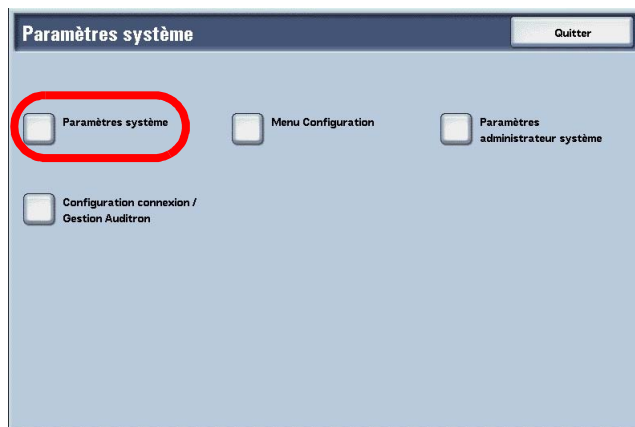 Paramètres système
Quitter
Paramètres système
Menu Configuration
Paramètres
administrateur système
Configuration connexion /
Gestion Auditron